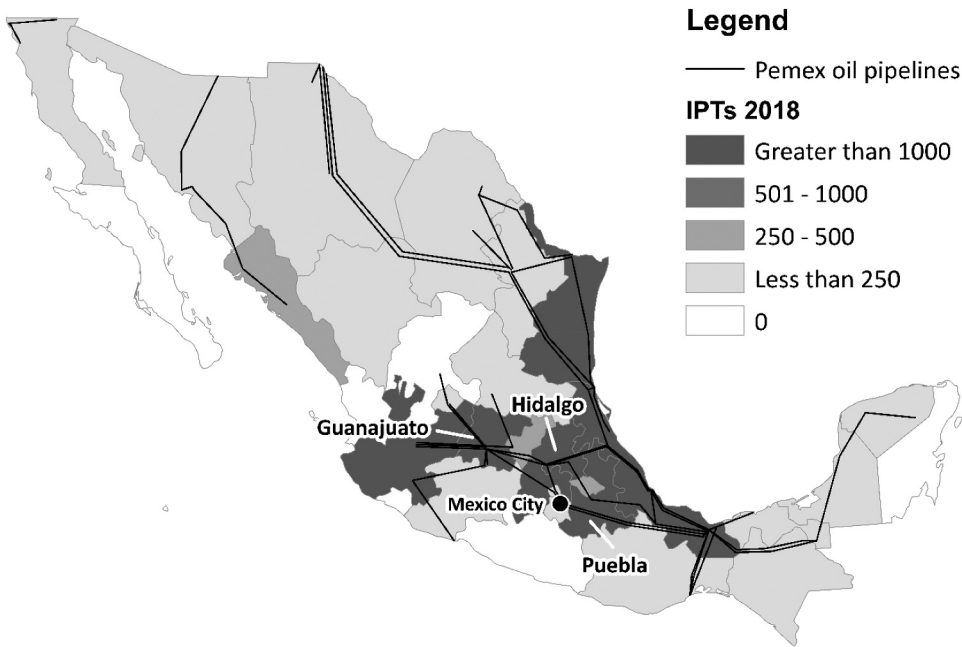 Legend
Pemex oil pipelines
IPTs 2018
Greater than 1000
501 - 1000
250 - 500
Less than 250
0
Hidalgo
Guanajuato
Mexico City
Puebla